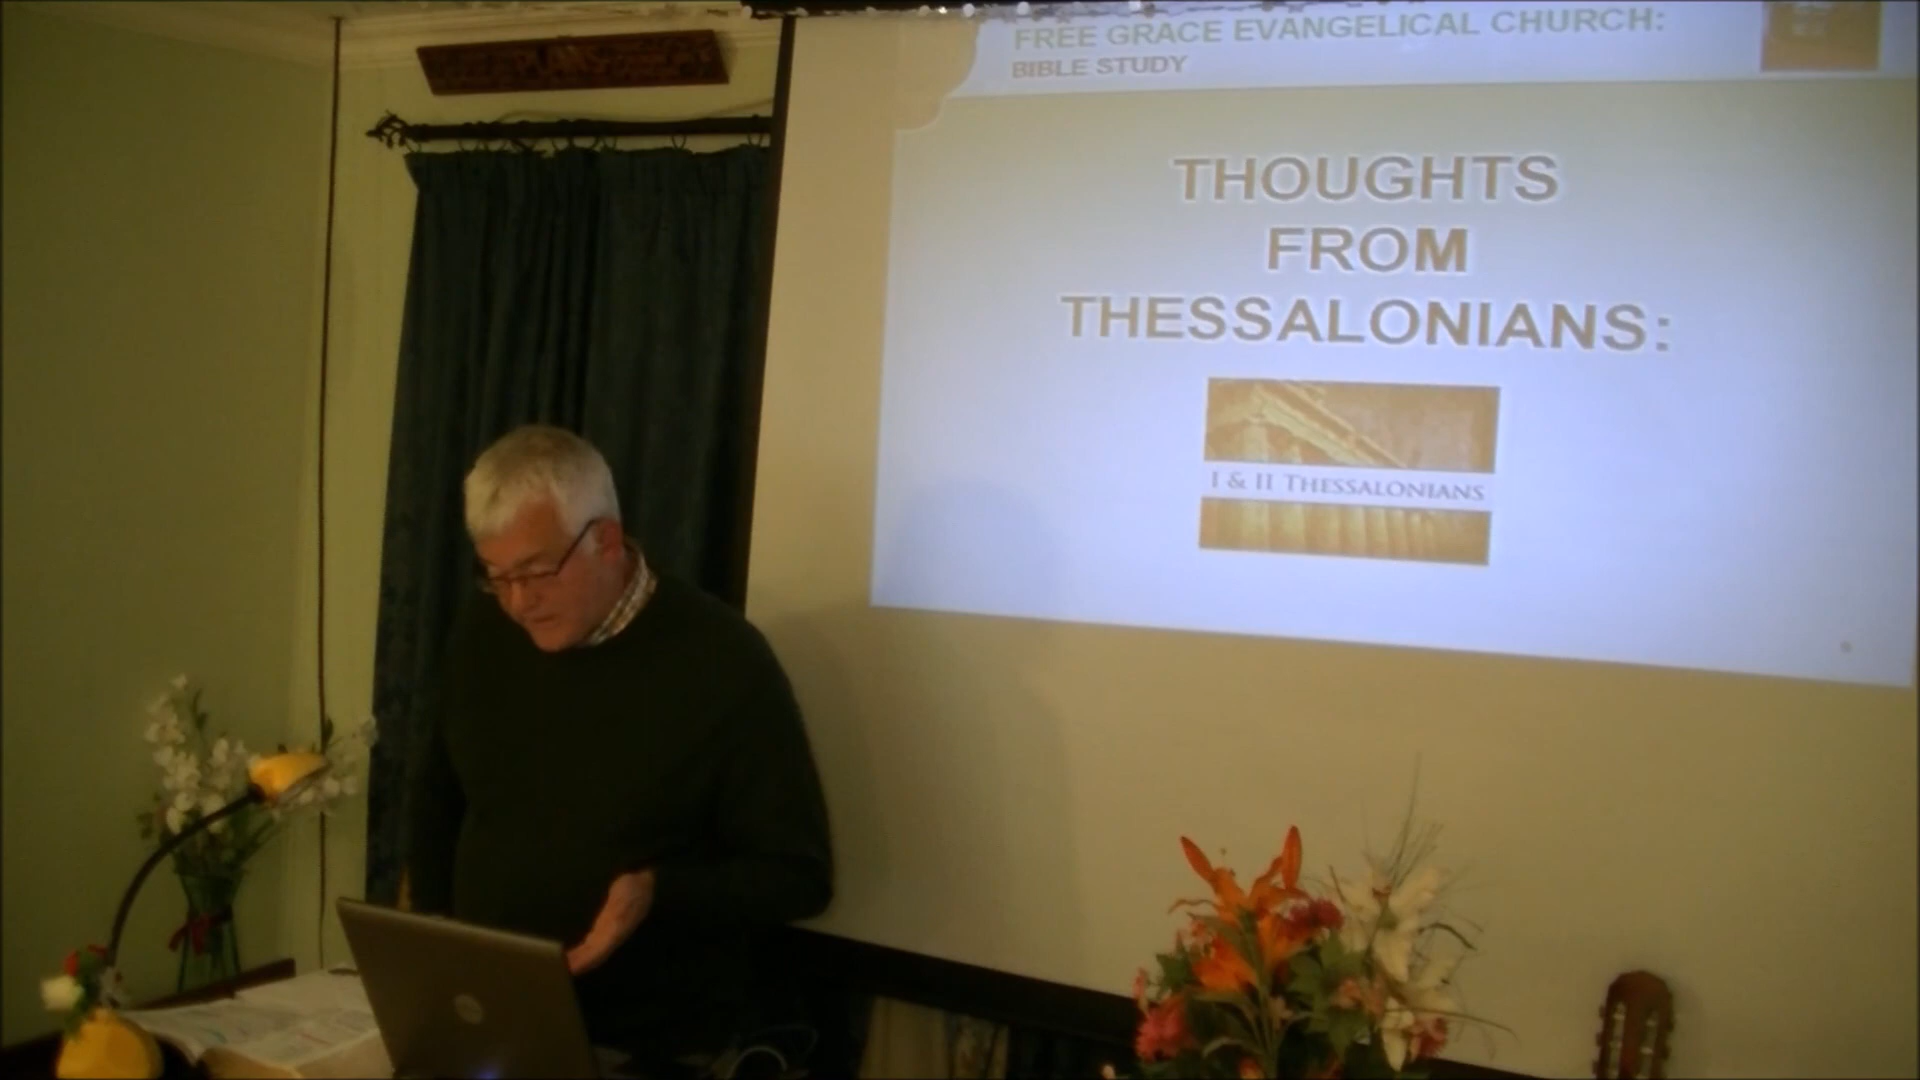 FREE GRACE EVANGELICAL CHURCH:
BIBLE STUDY
THOUGHTS
FROM
THESSALONIANS:
I & II THESSALONIANS